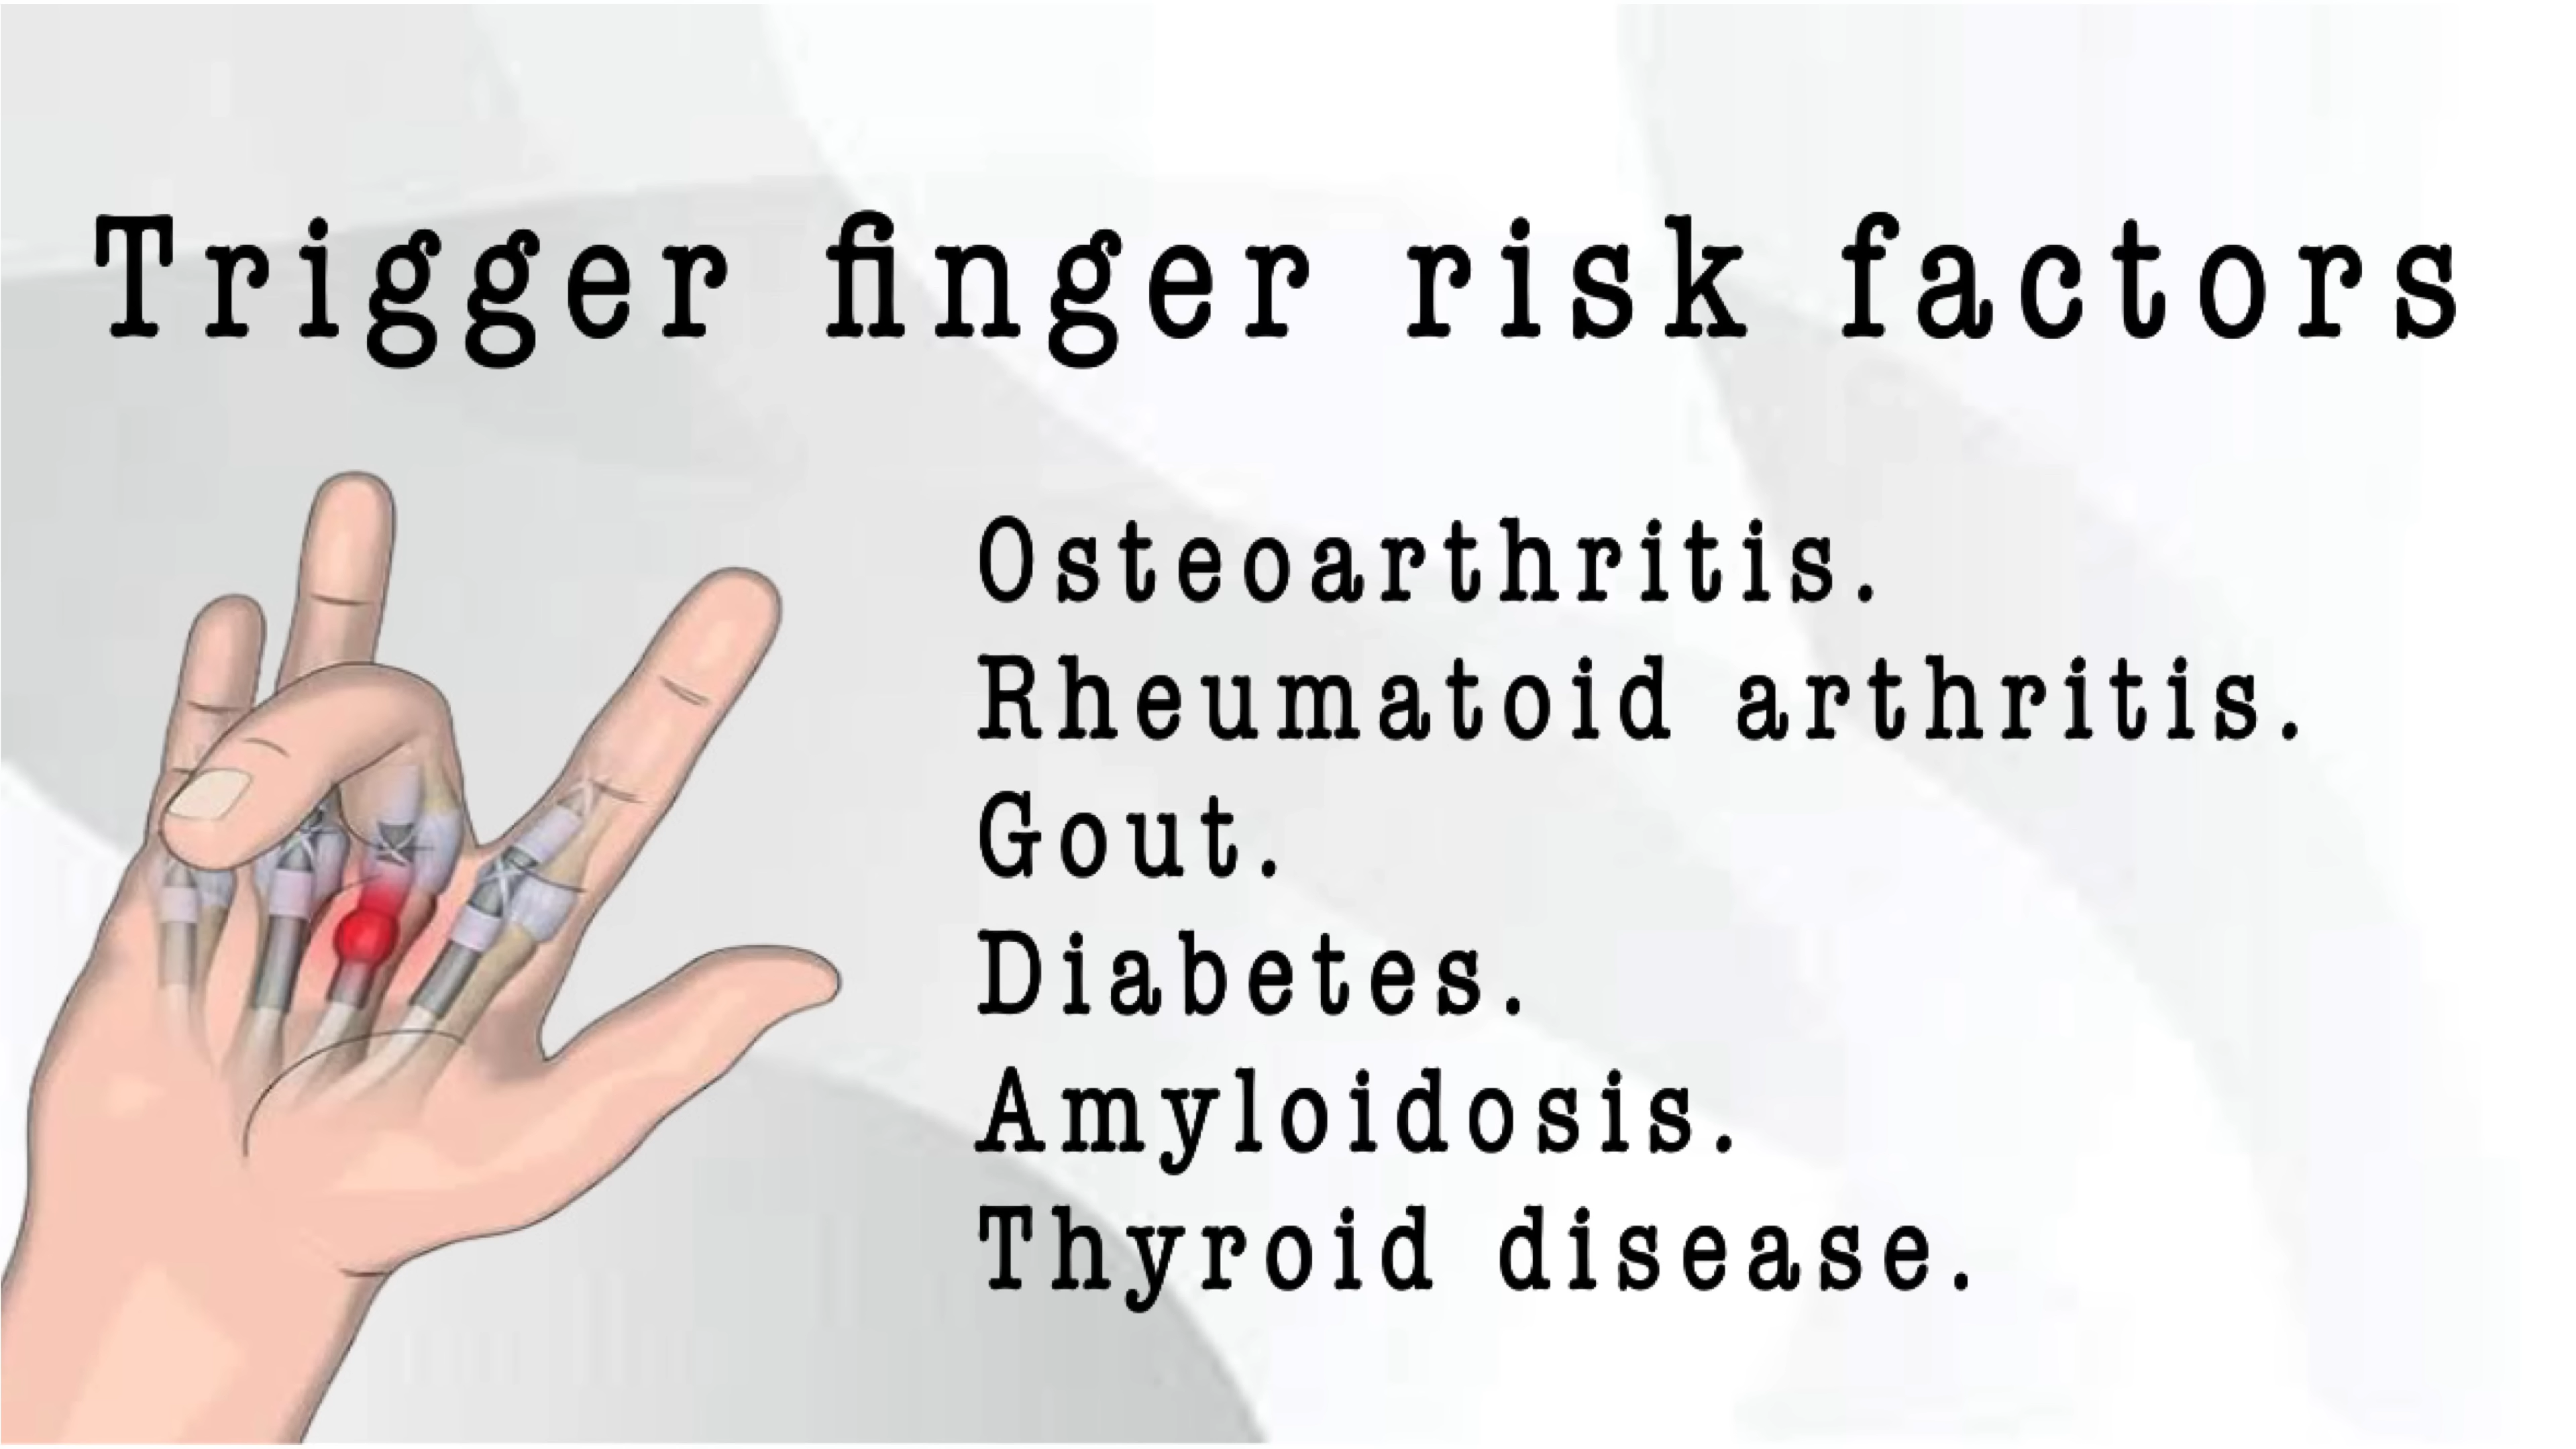 Trigger finger risk factors
Osteoarthritis.
Rheumatoid arthritis.
Gout.
Diabetes.
Amyloidosis.
Thyroid disease.